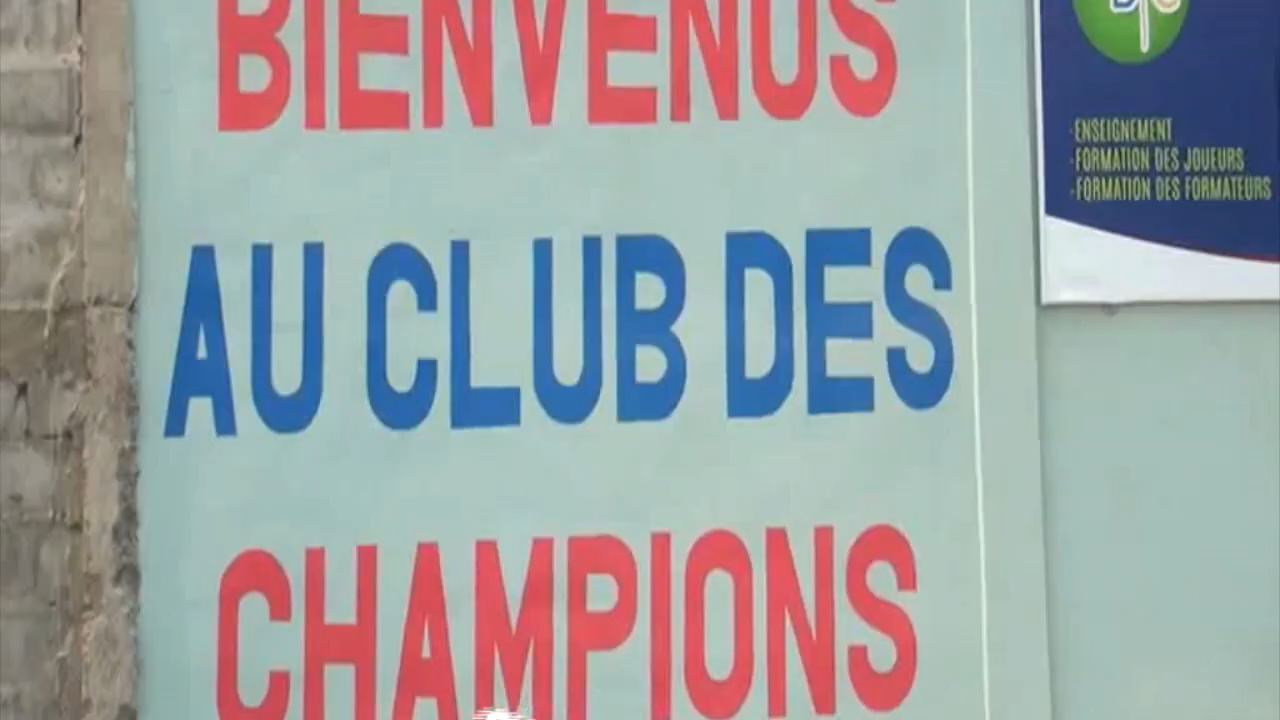 BIENVENUS
AU CLUB DES
CHAMPIONS
-ENSEIGNEMENT
-FORMATION DES JOUEURS
-FORMATION DES FORMATEURS